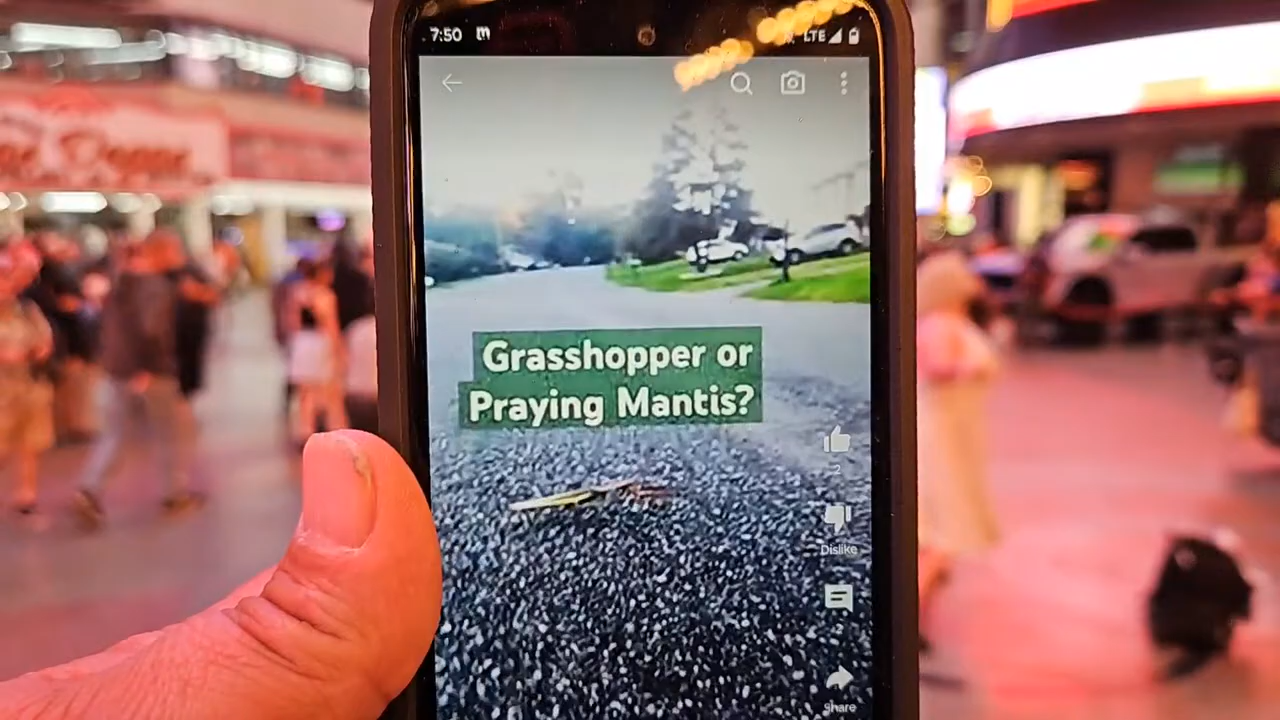 7:50
LTE
Grasshopper or
Praying Mantis?
2
Dislike
Share